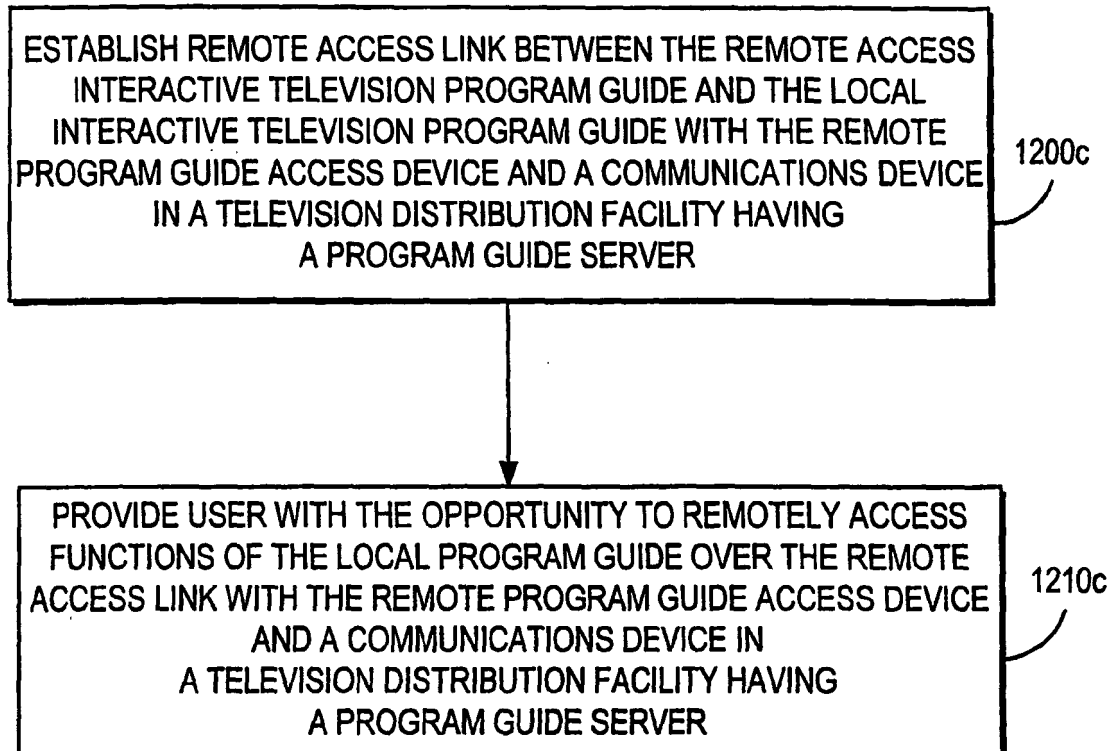 ESTABLISH REMOTE ACCESS LINK BETWEEN THE REMOTE ACCESS
INTERACTIVE TELEVISION PROGRAM GUIDE AND THE LOCAL
INTERACTIVE TELEVISION PROGRAM GUIDE WITH THE REMOTE
PROGRAM GUIDE ACCESS DEVICE AND A COMMUNICATIONS DEVICE
IN A TELEVISION DISTRIBUTION FACILITY HAVING
A PROGRAM GUIDE SERVER
1200c
PROVIDE USER WITH THE OPPORTUNITY TO REMOTELY ACCESS
FUNCTIONS OF THE LOCAL PROGRAM GUIDE OVER THE REMOTE
ACCESS LINK WITH THE REMOTE PROGRAM GUIDE ACCESS DEVICE
AND A COMMUNICATIONS DEVICE IN
A TELEVISION DISTRIBUTION FACILITY HAVING
A PROGRAM GUIDE SERVER
1210c